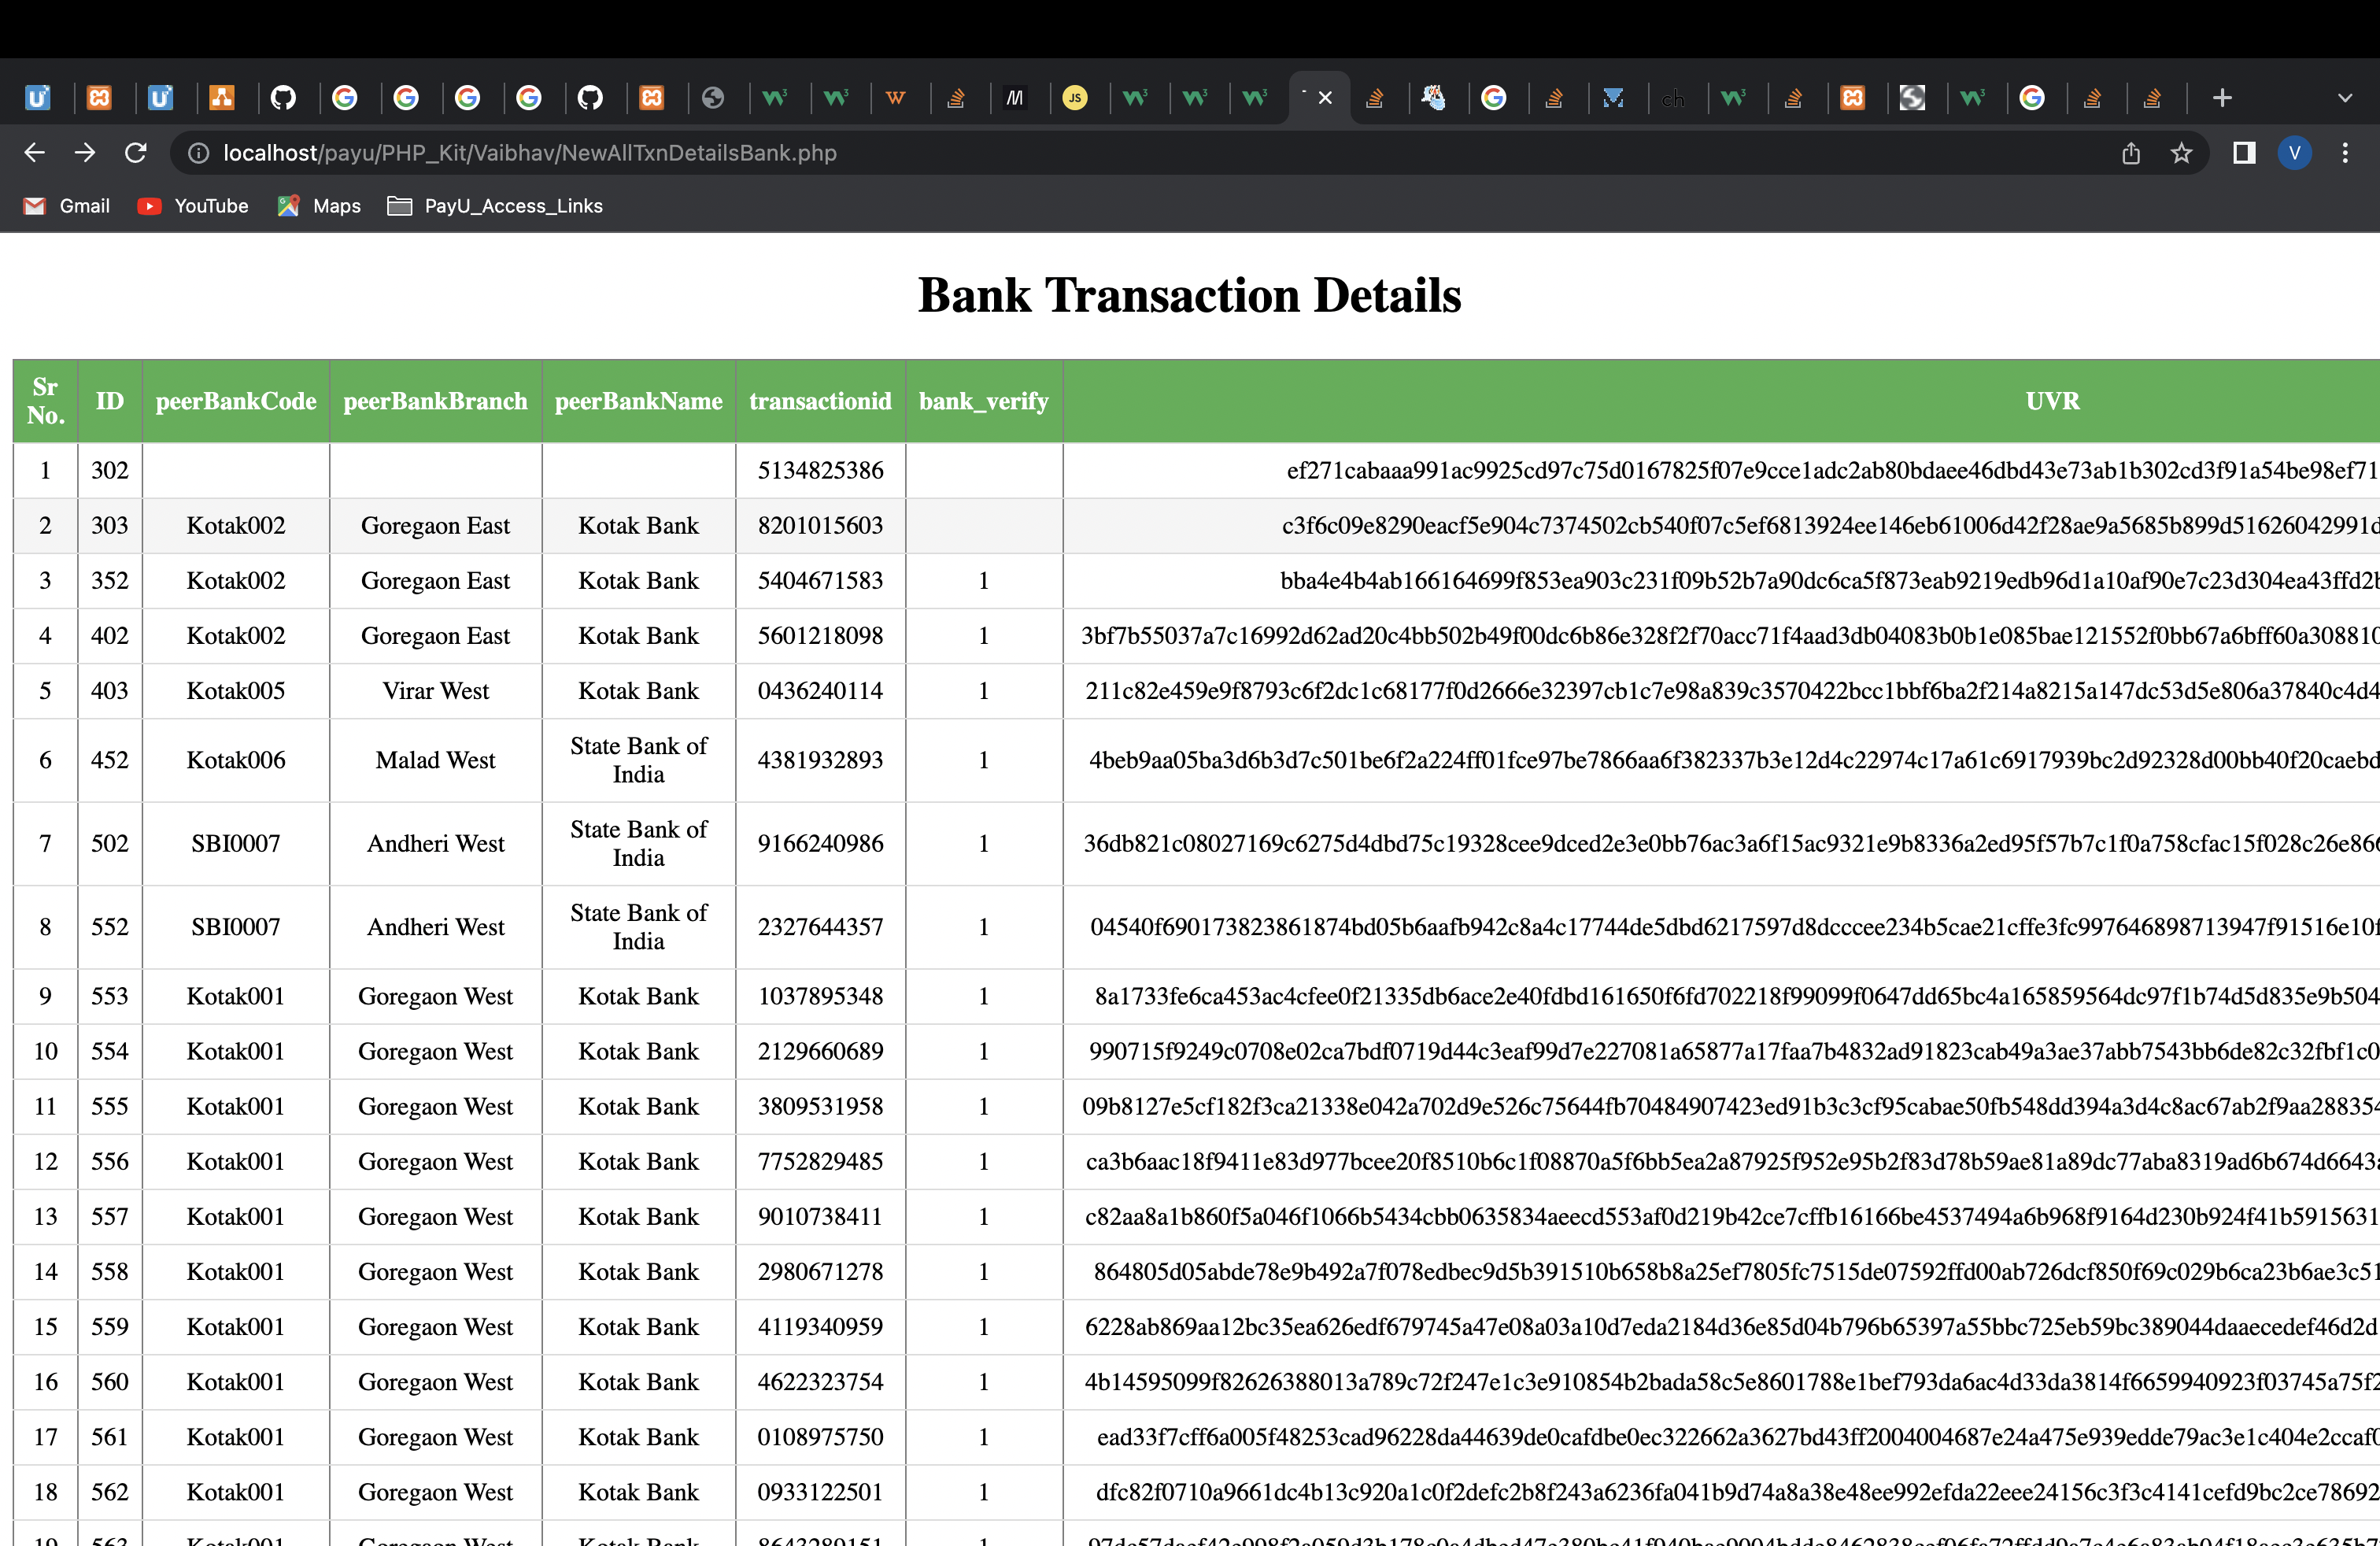 localhost/payu/PHP_Kit/Vaibhav/NewAllTxnDetailsBank.php
V
Gmail YouTube Maps PayU_Access_Links
Bank Transaction Details
Sr No. ID peerBankCode peerBankBranch peerBankName transactionid bank_verify UVR
1 302 5134825386 ef271cabaaa991ac9925cd97c75d0167825f07e9cce1adc2ab80bdaee46dbd43e73ab1b302cd3f91a54be98ef71
2 303 Kotak002 Goregaon East Kotak Bank 8201015603 c3f6c09e8290eacf5e904c7374502cb540f07c5ef6813924ee146eb61006d42f28ae9a5685b899d51626042991d
3 352 Kotak002 Goregaon East Kotak Bank 5404671583 1 bba4e4b4ab166164699f853ea903c231f09b52b7a90dc6ca5f873eab9219edb96d1a10af90e7c23d304ea43ffd2b
4 402 Kotak002 Goregaon East Kotak Bank 5601218098 1 3bf7b55037a7c16992d62ad20c4bb502b49f00dc6b86e328f2f70acc71f4aad3db04083b0b1e085bae121552f0bb67a6bff60a308810
5 403 Kotak005 Virar West Kotak Bank 0436240114 1 211c82e459e9f8793c6f2dc1c68177f0d2666e32397cb1c7e98a839c3570422bcc1bbf6ba2f214a8215a147dc53d5e806a37840c4d4
6 452 Kotak006 Malad West State Bank of India 4381932893 1 4beb9aa05ba3d6b3d7c501be6f2a224ff01fce97be7866aa6f382337b3e12d4c22974c17a61c6917939bc2d92328d00bb40f20caebd
7 502 SBI0007 Andheri West State Bank of India 9166240986 1 36db821c08027169c6275d4dbd75c19328cee9dced2e3e0bb76ac3a6f15ac9321e9b8336a2ed95f57b7c1f0a758cfac15f028c26e866
8 552 SBI0007 Andheri West State Bank of India 2327644357 1 04540f690173823861874bd05b6aafb942c8a4c17744de5dbd6217597d8dcccee234b5cae21cffe3fc997646898713947f91516e10f
9 553 Kotak001 Goregaon West Kotak Bank 1037895348 1 8a1733fe6ca453ac4cfee0f21335db6ace2e40fdbd161650f6fd702218f99099f0647dd65bc4a165859564dc97f1b74d5d835e9b504
10 554 Kotak001 Goregaon West Kotak Bank 2129660689 1 990715f9249c0708e02ca7bdf0719d44c3eaf99d7e227081a65877a17faa7b4832ad91823cab49a3ae37abb7543bb6de82c32fbf1c0
11 555 Kotak001 Goregaon West Kotak Bank 3809531958 1 09b8127e5cf182f3ca21338e042a702d9e526c75644fb70484907423ed91b3c3cf95cabae50fb548dd394a3d4c8ac67ab2f9aa288354
12 556 Kotak001 Goregaon West Kotak Bank 7752829485 1 ca3b6aac18f9411e83d977bcee20f8510b6c1f08870a5f6bb5ea2a87925f952e95b2f83d78b59ae81a89dc77aba8319ad6b674d6643a
13 557 Kotak001 Goregaon West Kotak Bank 9010738411 1 c82aa8a1b860f5a046f1066b5434cbb0635834aeecd553af0d219b42ce7cffb16166be4537494a6b968f9164d230b924f41b5915631
14 558 Kotak001 Goregaon West Kotak Bank 2980671278 1 864805d05abde78e9b492a7f078edbec9d5b391510b658b8a25ef7805fc7515de07592ffd00ab726dcf850f69c029b6ca23b6ae3c51
15 559 Kotak001 Goregaon West Kotak Bank 4119340959 1 6228ab869aa12bc35ea626edf679745a47e08a03a10d7eda2184d36e85d04b796b65397a55bbc725eb59bc389044daaecedef46d2d
16 560 Kotak001 Goregaon West Kotak Bank 4622323754 1 4b14595099f82626388013a789c72f247e1c3e910854b2bada58c5e8601788e1bef793da6ac4d33da3814f6659940923f03745a75f2
17 561 Kotak001 Goregaon West Kotak Bank 0108975750 1 ead33f7cff6a005f48253cad96228da44639de0cafdbe0ec322662a3627bd43ff2004004687e24a475e939edde79ac3e1c404e2ccaf0
18 562 Kotak001 Goregaon West Kotak Bank 0933122501 1 dfc82f0710a9661dc4b13c920a1c0f2defc2b8f243a6236fa041b9d74a8a38e48ee992efda22eee24156c3f3c4141cefd9bc2ce78692
19 563 Kotak001 Goregaon West Kotak Bank 8643289151 1